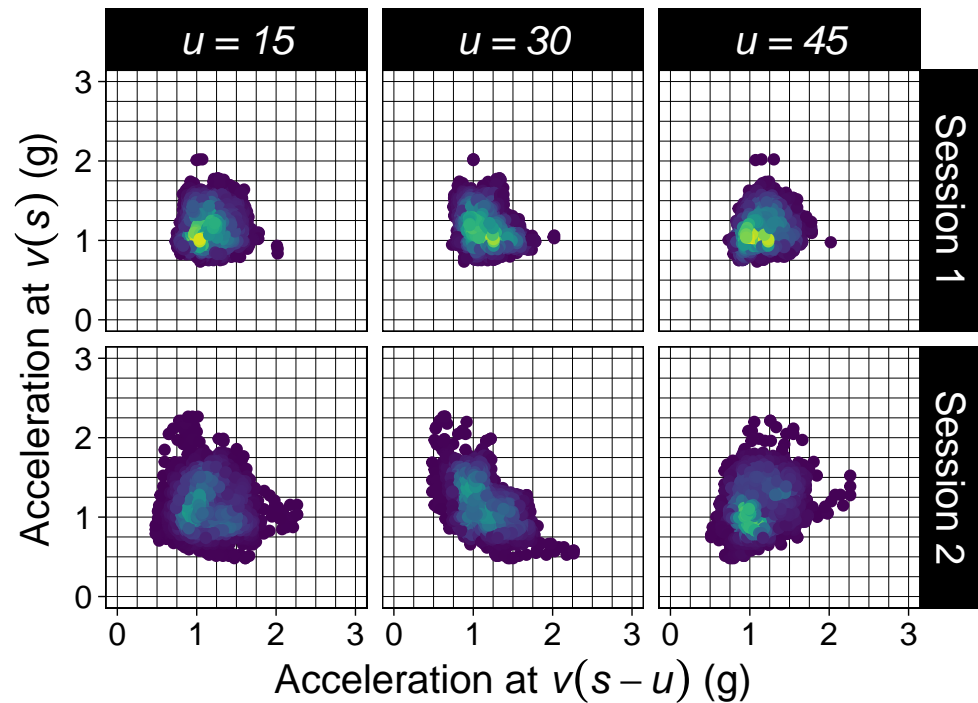 u = 15
u = 30
u = 45
Acceleration at v(s) (g)
3
2
1
0
Session 1
3
2
1
0
Session 2
0 1 2 3
0 1 2 3
0 1 2 3
Acceleration at v(s − u) (g)